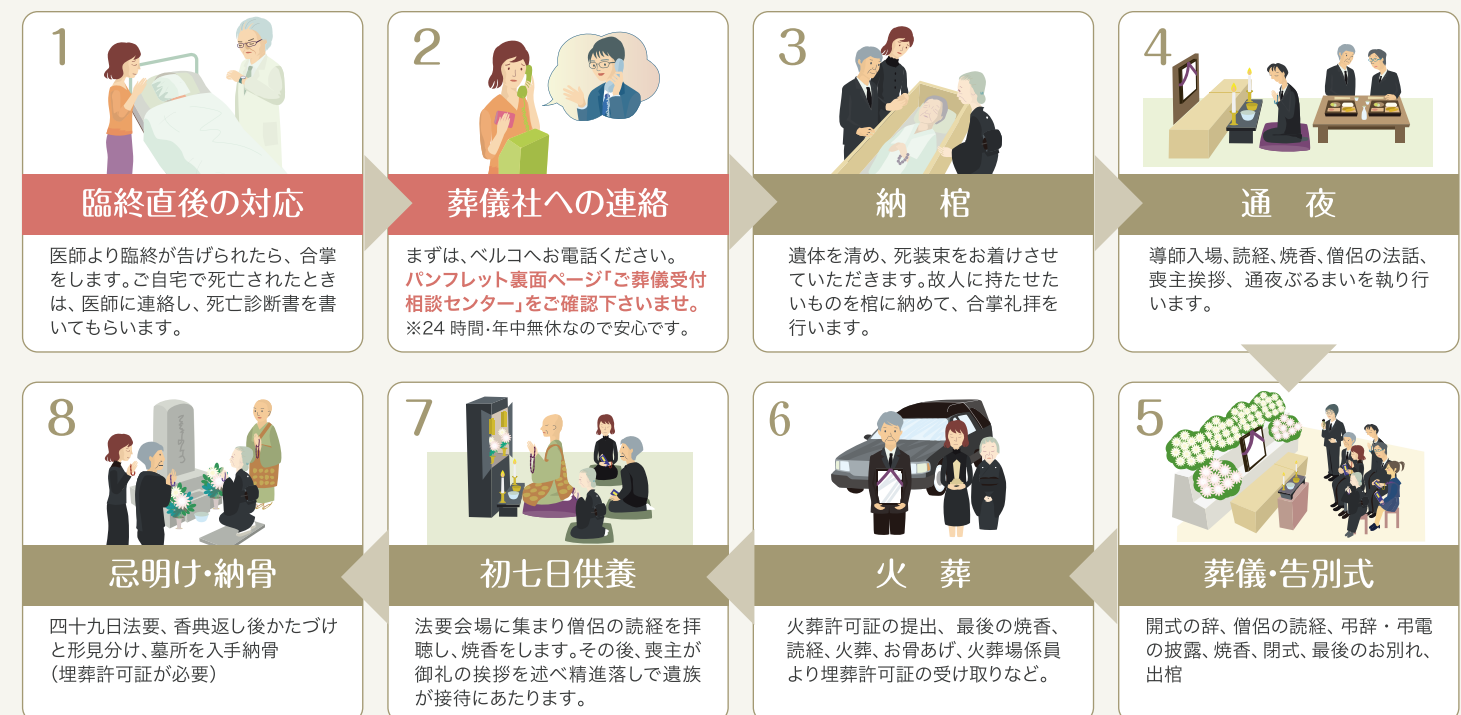 1
臨終直後の対応
医師より臨終が告げられたら、合掌
をします。ご自宅で死亡されたとき
は、医師に連絡し、死亡診断書を書
いてもらいます。
2
葬儀社への連絡
まずは、ベルコへお電話ください。
パンフレット裏面ページ「ご葬儀受付
相談センター」をご確認下さいませ。
※24時間・年中無休なので安心です。
3
納 棺
遺体を清め、死装束をお着けさせ
ていただきます。故人に持たせた
いものを棺に納めて、合掌礼拝を
行います。
4
通 夜
導師入場、読経、焼香、僧侶の法話、
喪主挨拶、通夜ぶるまいを執り行
います。
5
葬儀・告別式
開式の辞、僧侶の読経、弔辞・弔電
の披露、焼香、閉式、最後のお別れ、
出棺
6
火 葬
火葬許可証の提出、最後の焼香、
読経、火葬、お骨あげ、火葬場係員
より埋葬許可証の受け取りなど。
7
初七日供養
法要会場に集まり僧侶の読経を拝
聴し、焼香をします。その後、喪主が
御礼の挨拶を述べ精進落しで遺族
が接待にあたります。
8
忌明け・納骨
四十九日法要、香典返し後かたづけ
と形見分け、墓所を入手納骨
（埋葬許可証が必要）